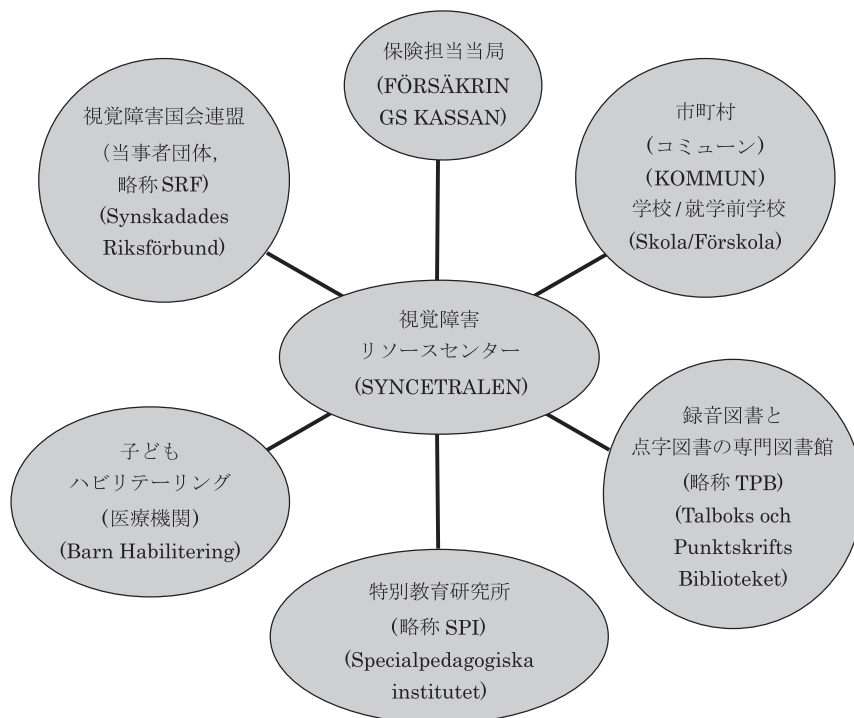 保険担当当局
(FÖRSÄKRIN
GS KASSAN)
視覚障害国会連盟
(当事者団体,
略称 SRF)
(Synskadades
Riksförbund)
市町村
(コミューン)
(KOMMUN)
学校/就学前学校
(Skola/Förskola)
視覚障害
リソースセンター
(SYNCETRALEN)
子ども
ハビリテーリング
(医療機関)
(Barn Habilitering)
録音図書と
点字図書の専門図書館
(略称 TPB)
(Talboks och
Punktskrifts
Biblioteket)
特別教育研究所
(略称 SPI)
(Specialpedagogiska
institutet)